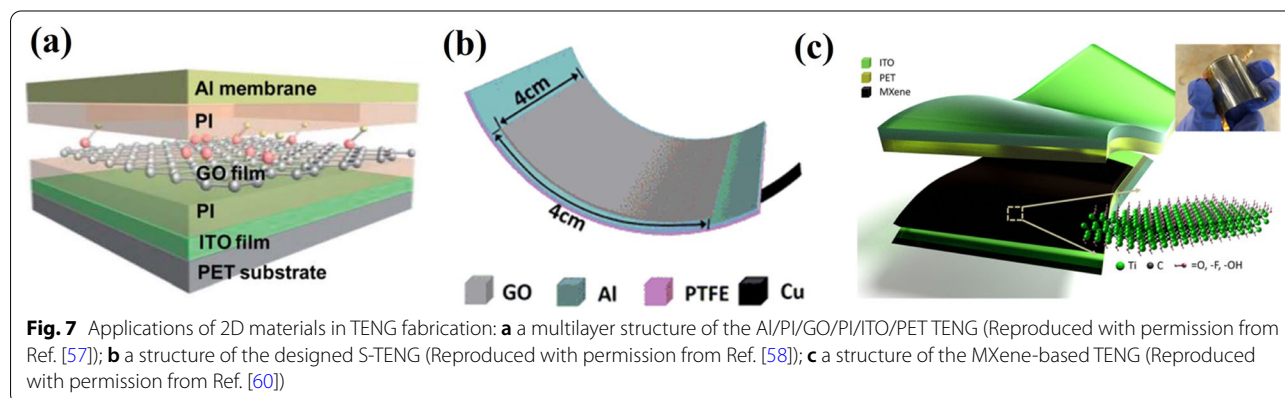 (a)
Al membrane
PI
GO film
PI
ITO film
PET substrate
(b)
4cm
4cm
GO Al PTFE Cu
(c)
ITO
PET
MXene
Ti C =O, -F, -OH
Fig. 7 Applications of 2D materials in TENG fabrication: a a multilayer structure of the Al/PI/GO/PI/ITO/PET TENG (Reproduced with permission from
Ref. [57]); b a structure of the designed S-TENG (Reproduced with permission from Ref. [58]); c a structure of the MXene-based TENG (Reproduced
with permission from Ref. [60])